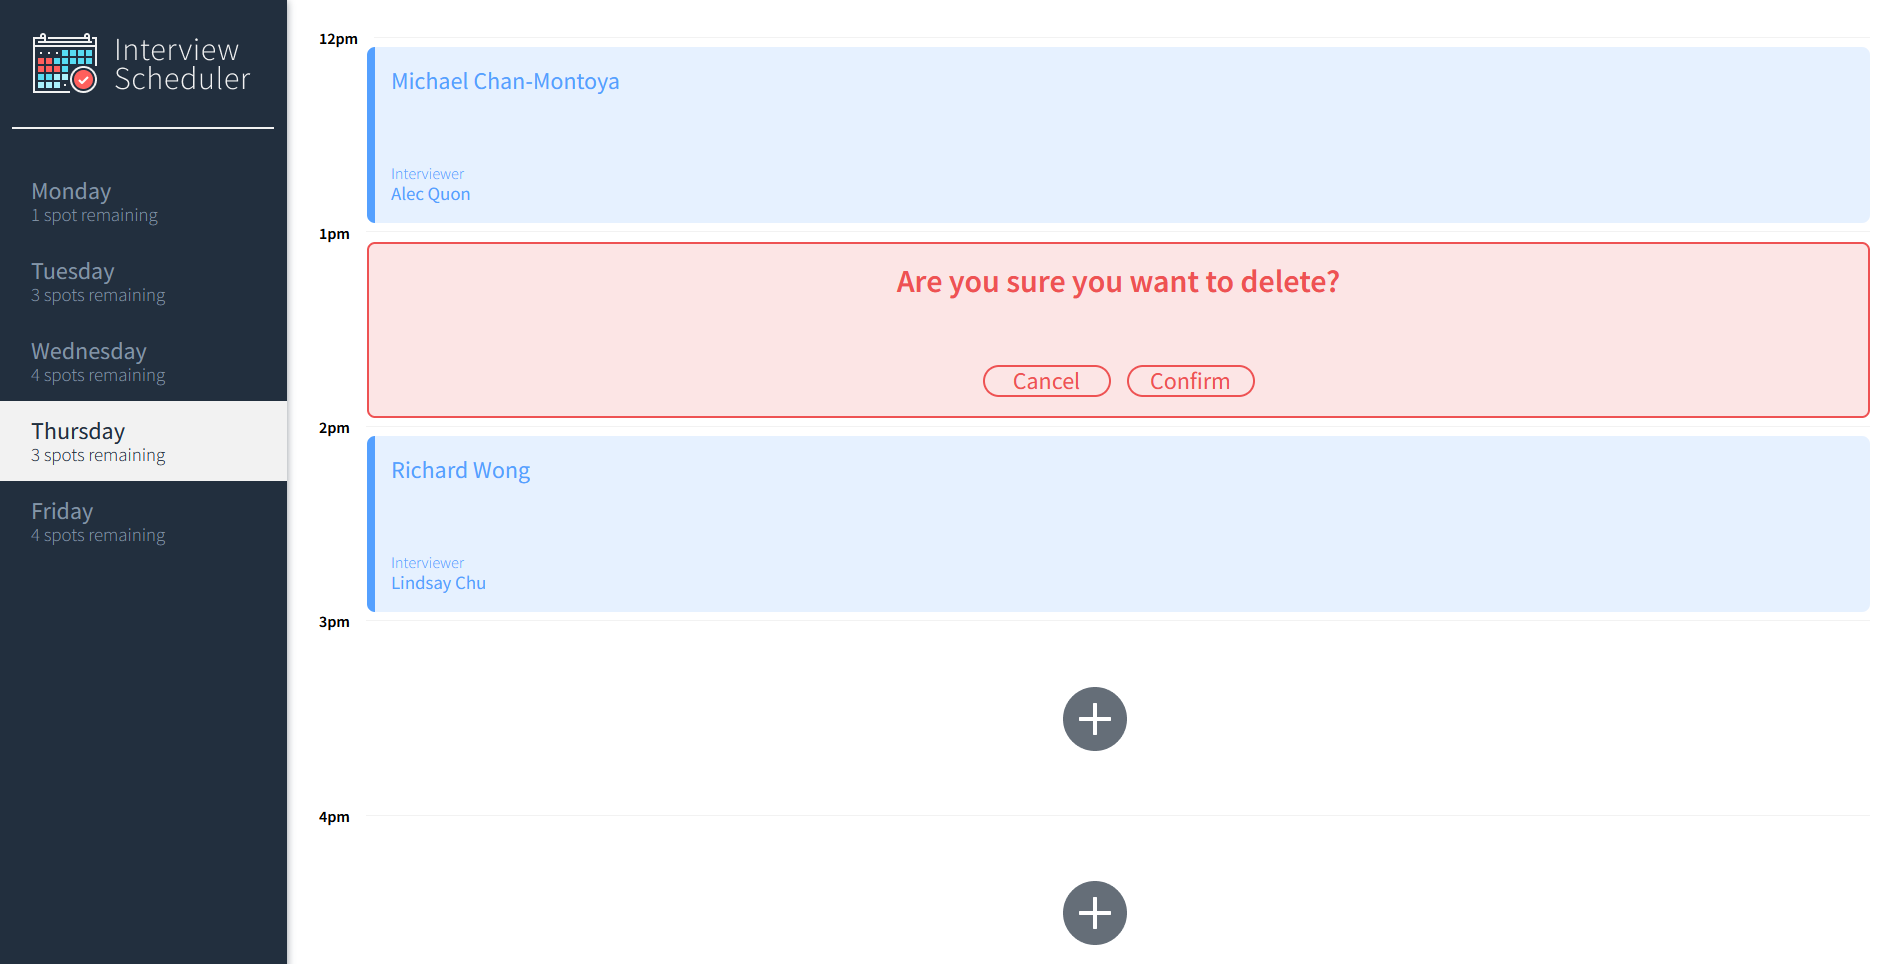 Interview
Scheduler
Monday
1 spot remaining
Tuesday
3 spots remaining
Wednesday
4 spots remaining
Thursday
3 spots remaining
Friday
4 spots remaining
12pm
Michael Chan-Montoya
Interviewer
Alec Quon
1pm
Are you sure you want to delete?
Cancel Confirm
2pm
Richard Wong
Interviewer
Lindsay Chu
3pm
4pm